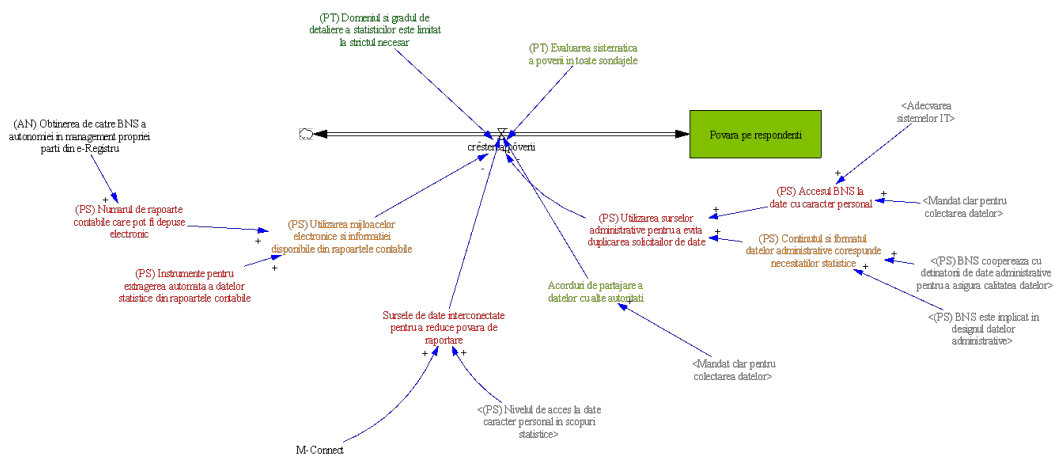 (PT) Domeniul si gradul de
detaliere a statisticilor este limitat
la strictul necesar
(PT) Evaluarea sistematica
a poverii in toate sondajele
(AN) Obtinerea de catre BNS a
autonomiei in management propriei
parti din e-Registru
cresterea poverii
Povara pe respondenti
<Adecvarea
sistemelor IT>
(PS) Numarul de rapoarte
contabile care pot fi depuse
electronic
(PS) Utilizarea mijloacelor
electronice si informatiei
disponibile din rapoartele contabile
(PS) Utilizarea surselor
administrative pentru a evita
duplicarea solicitarilor de date
(PS) Accesul BNS la
date cu caracter personal
<Mandat clar pentru
colectarea datelor>
(PS) Continutul si formatul
datelor administrative corespunde
necesitatilor statistice
<(PS) BNS coopereaza cu
detinatorii de date administrative
pentru a asigura calitatea datelor>
(PS) Instrumente pentru
extragerea automata a datelor
statistice din rapoartele contabile
Acorduri de partajare a
datelor cu alte autoritati
Sursele de date interconectate
pentru a reduce povara de
raportare
<(PS) BNS este implicat in
designul datelor
administrative>
<Mandat clar pentru
colectarea datelor>
<(PS) Nivelul de acces la date
caracter personal in scopuri
statistice>
M-Connect